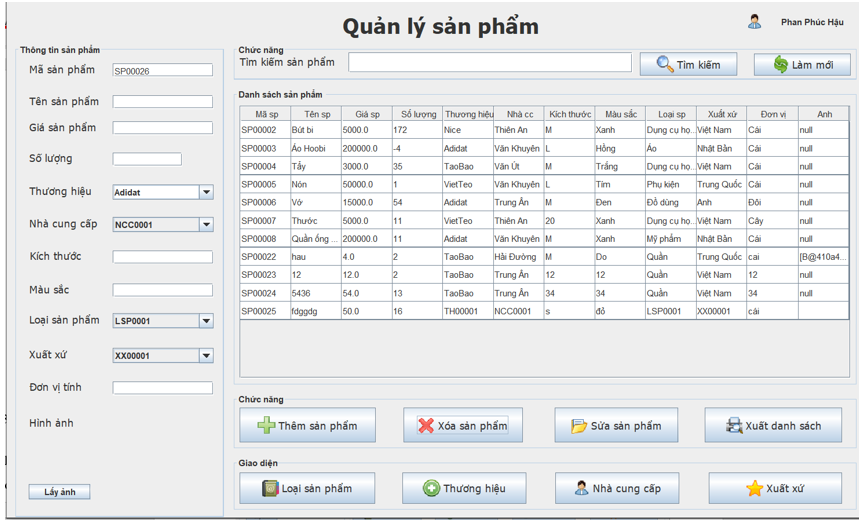 Quản lý sản phẩm
Phan Phúc Hậu
Thông tin sản phẩm
Mã sản phẩm SP00026
Tên sản phẩm
Giá sản phẩm
Số lượng
Thương hiệu Adidat
Nhà cung cấp NCC0001
Kích thước
Màu sắc
Loại sản phẩm LSP0001
Xuất xứ XX00001
Đơn vị tính
Hình ảnh
Lấy ảnh
Chức năng
Tìm kiếm sản phẩm Tìm kiếm Làm mới
Danh sách sản phẩm
Mã sp Tên sp Giá sp Số lượng Thương hiệu Nhà cc Kích thước Màu sắc Loại sp Xuất xứ Đơn vị Anh
SP00002 Bút bi 5000.0 172 Nice Thiên An M Xanh Dụng cụ họ... Việt Nam Cái null
SP00003 Áo Hoobi 200000.0 -4 Adidat Văn Khuyên L Hồng Áo Nhật Bản Cái null
SP00004 Tẩy 3000.0 35 TaoBao Văn Út M Trắng Dụng cụ họ... Việt Nam Cái null
SP00005 Nón 50000.0 1 VietTeo Văn Khuyên L Tím Phụ kiện Trung Quốc Cái null
SP00006 Vớ 15000.0 54 Adidat Trung Ân M Đen Đồ dùng Anh Đôi null
SP00007 Thước 5000.0 11 VietTeo Thiên An 20 Xanh Dụng cụ họ... Việt Nam Cây null
SP00008 Quần ống ... 200000.0 11 Adidat Văn Khuyên M Xanh Mỹ phẩm Nhật Bản Cái null
SP00022 hau 4.0 2 TaoBao Hải Đường M Do Quần Trung Quốc cai [B@410a4...
SP00023 12 12.0 2 TaoBao Trung Ân 12 12 Quần Việt Nam 12 null
SP00024 5436 54.0 13 TaoBao Trung Ân 34 34 Quần Việt Nam 34 null
SP00025 fdggdg 50.0 16 TH00001 NCC0001 s đỏ LSP0001 XX00001 cái
Chức năng
Thêm sản phẩm Xóa sản phẩm Sửa sản phẩm Xuất danh sách
Giao diện
Loại sản phẩm Thương hiệu Nhà cung cấp Xuất xứ